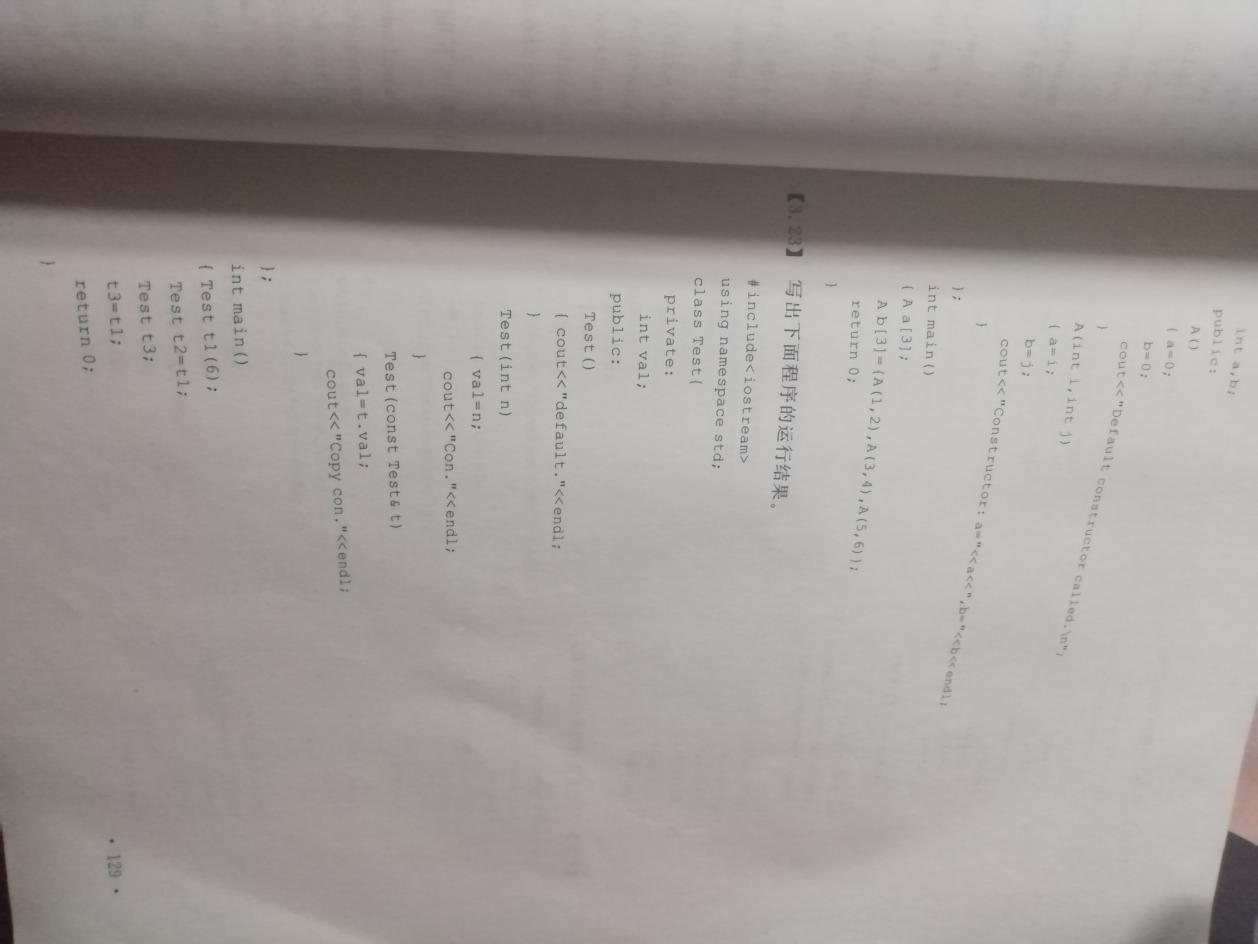 int a,b;
public:
A()
{ a=0;
b=0;
cout<<"Default constructor called.\n";
}
A(int i,int j)
{ a=i;
b=j;
cout<<"Constructor: a="<<a<<",b="<<b<<endl;
}
};
int main()
{ A a[3];
A b[3]={A(1,2),A(3,4),A(5,6)};
return 0;
}
【3.23】 写出下面程序的运行结果。
#include<iostream>
using namespace std;
class Test{
private:
int val;
public:
Test()
{ cout<<"default."<<endl;
}
Test(int n)
{ val=n;
cout<<"Con."<<endl;
}
Test(const Test& t)
{ val=t.val;
cout<<"Copy con."<<endl;
}
};
int main()
{ Test t1(6);
Test t2=t1;
Test t3;
t3=t1;
return 0;
}
· 129 ·